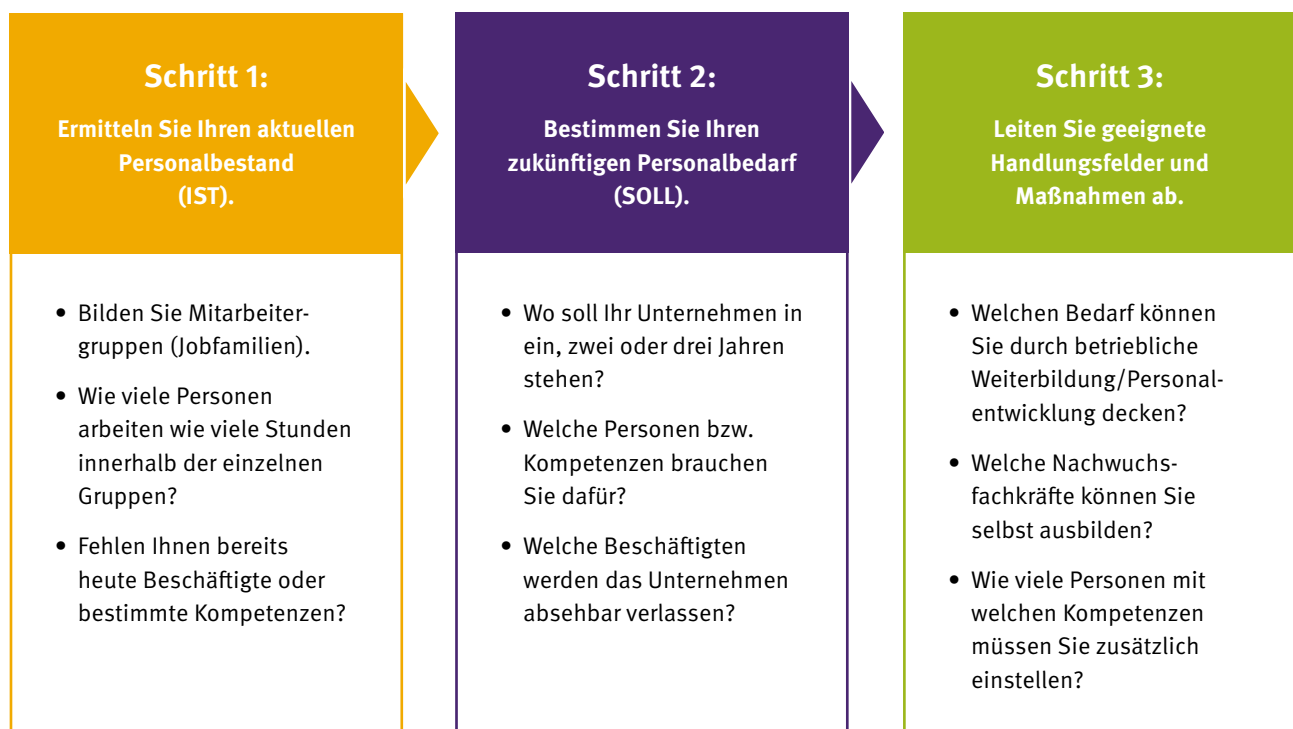 Schritt 1:
Ermitteln Sie Ihren aktuellen
Personalbestand
(IST).
• Bilden Sie Mitarbeiter-
gruppen (Jobfamilien).
• Wie viele Personen
arbeiten wie viele Stunden
innerhalb der einzelnen
Gruppen?
• Fehlen Ihnen bereits
heute Beschäftigte oder
bestimmte Kompetenzen?
Schritt 2:
Bestimmen Sie Ihren
zukünftigen Personalbedarf
(SOLL).
• Wo soll Ihr Unternehmen in
ein, zwei oder drei Jahren
stehen?
• Welche Personen bzw.
Kompetenzen brauchen
Sie dafür?
• Welche Beschäftigten
werden das Unternehmen
absehbar verlassen?
Schritt 3:
Leiten Sie geeignete
Handlungsfelder und
Maßnahmen ab.
• Welchen Bedarf können
Sie durch betriebliche
Weiterbildung/Personal-
entwicklung decken?
• Welche Nachwuchs-
fachkräfte können Sie
selbst ausbilden?
• Wie viele Personen mit
welchen Kompetenzen
müssen Sie zusätzlich
einstellen?